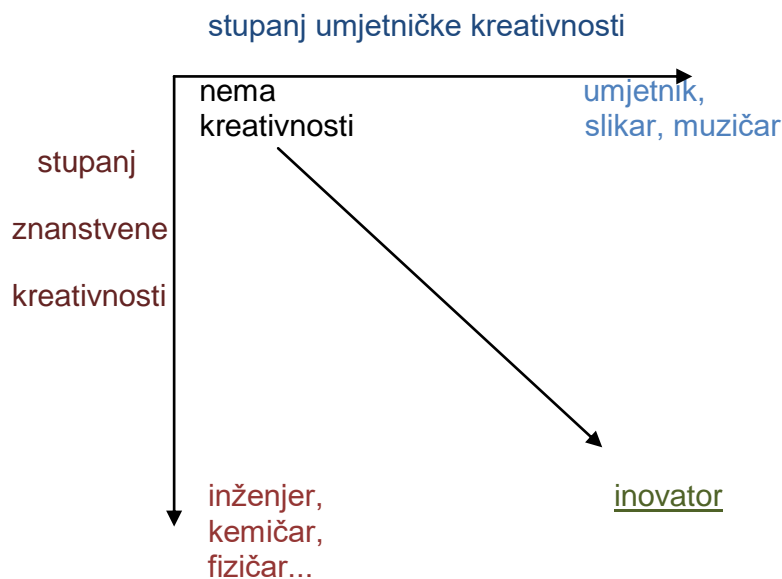 stupanj umjetničke kreativnosti
nema
kreativnosti
umjetnik,
slikar, muzičar
stupanj
znanstvene
kreativnosti
inženjer,
kemičar,
fizičar...
inovator